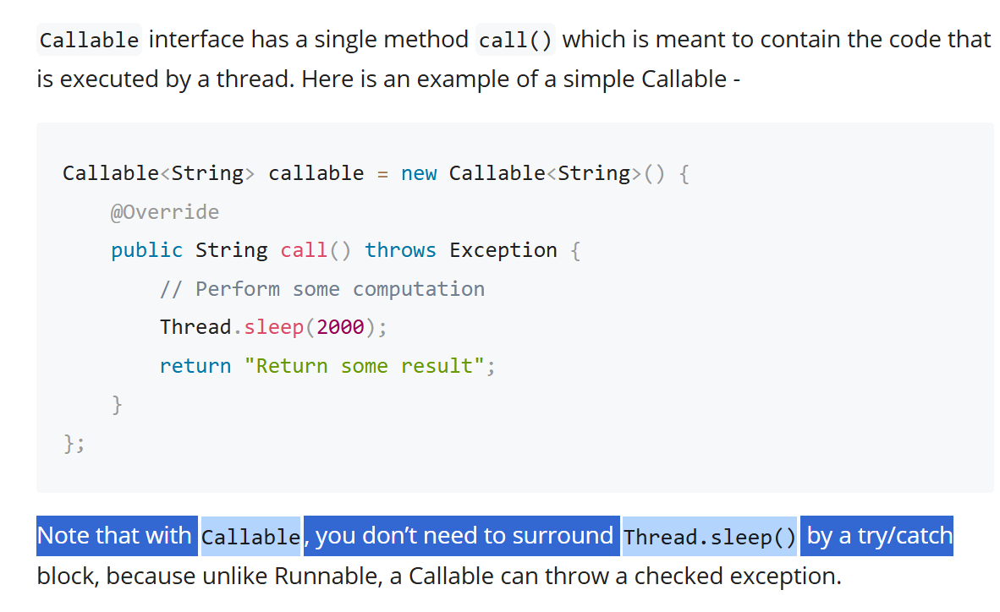 Callable interface has a single method call() which is meant to contain the code that
is executed by a thread. Here is an example of a simple Callable -
Callable<String> callable = new Callable<String>() {
    @Override
    public String call() throws Exception {
        // Perform some computation
        Thread.sleep(2000);
        return "Return some result";
    }
};
Note that with Callable, you don’t need to surround Thread.sleep() by a try/catch
block, because unlike Runnable, a Callable can throw a checked exception.